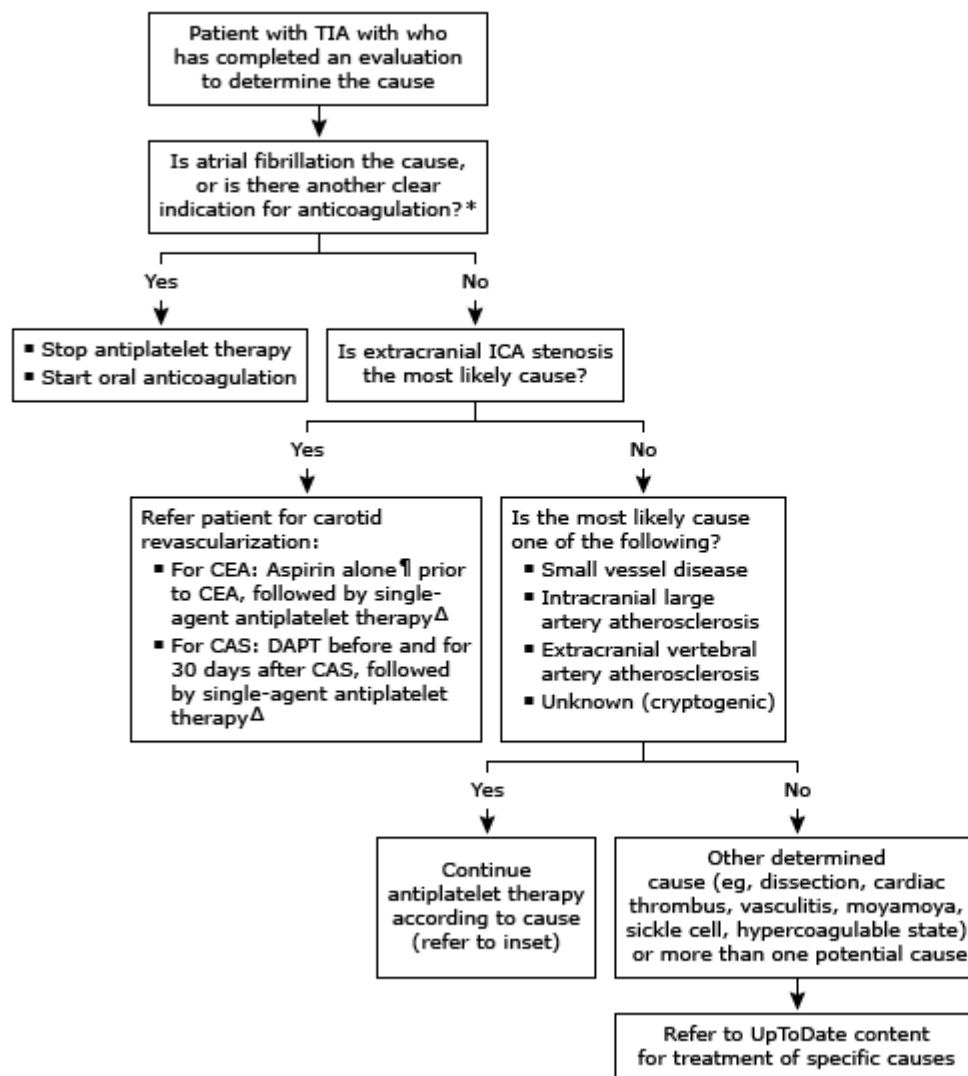 Patient with TIA with who
has completed an evaluation
to determine the cause
Is atrial fibrillation the cause,
or is there another clear
indication for anticoagulation?*
Yes
No
▪ Stop antiplatelet therapy
▪ Start oral anticoagulation
Is extracranial ICA stenosis
the most likely cause?
Yes
No
Refer patient for carotid
revascularization:
▪ For CEA: Aspirin alone¶ prior
to CEA, followed by single-
agent antiplatelet therapyΔ
▪ For CAS: DAPT before and for
30 days after CAS, followed
by single-agent antiplatelet
therapyΔ
Is the most likely cause
one of the following?
▪ Small vessel disease
▪ Intracranial large
artery atherosclerosis
▪ Extracranial vertebral
artery atherosclerosis
▪ Unknown (cryptogenic)
Yes
No
Continue
antiplatelet therapy
according to cause
(refer to inset)
Other determined
cause (eg, dissection, cardiac
thrombus, vasculitis, moyamoya,
sickle cell, hypercoagulable state)
or more than one potential cause
Refer to UpToDate content
for treatment of specific causes